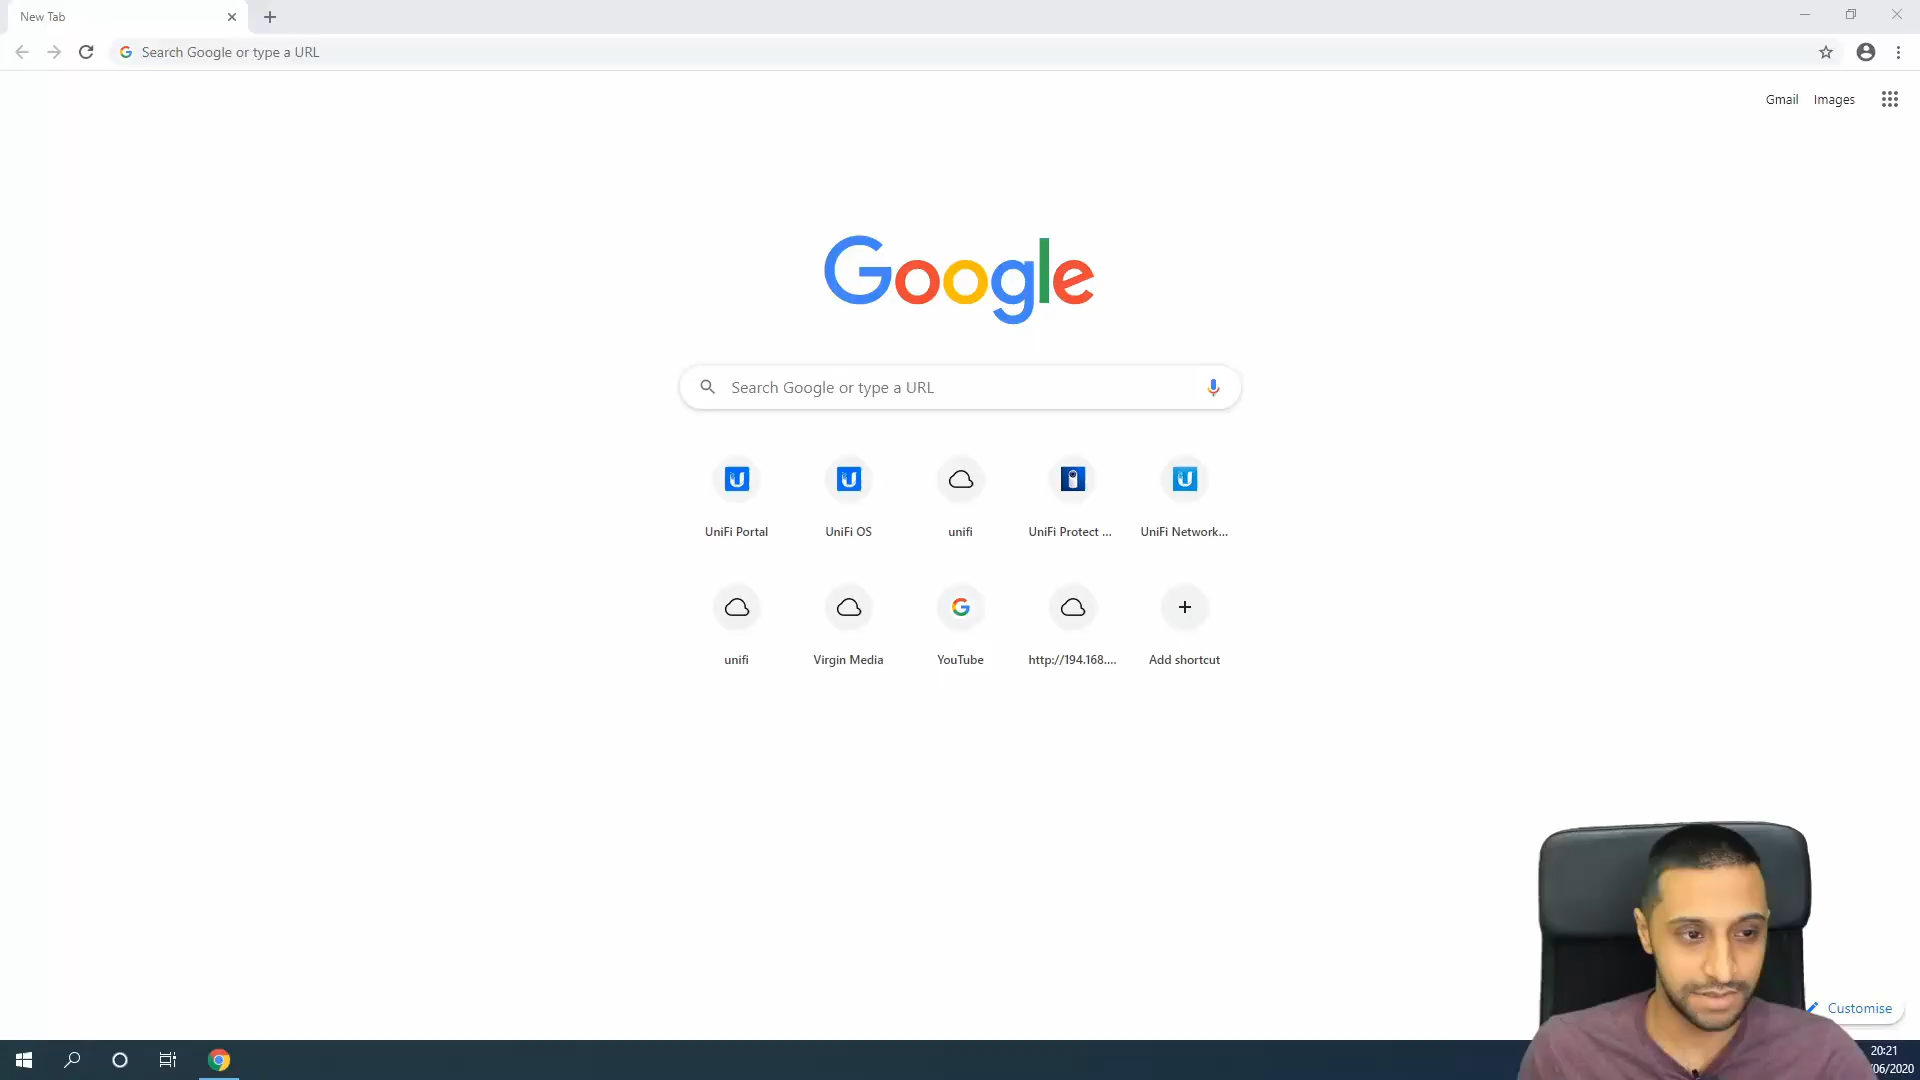 New Tab
Search Google or type a URL
Gmail Images
Google
Search Google or type a URL
UniFi Portal
UniFi OS
unifi
UniFi Protect ...
UniFi Network...
unifi
Virgin Media
YouTube
http://194.168....
Add shortcut
Customise
20:21
/06/2020